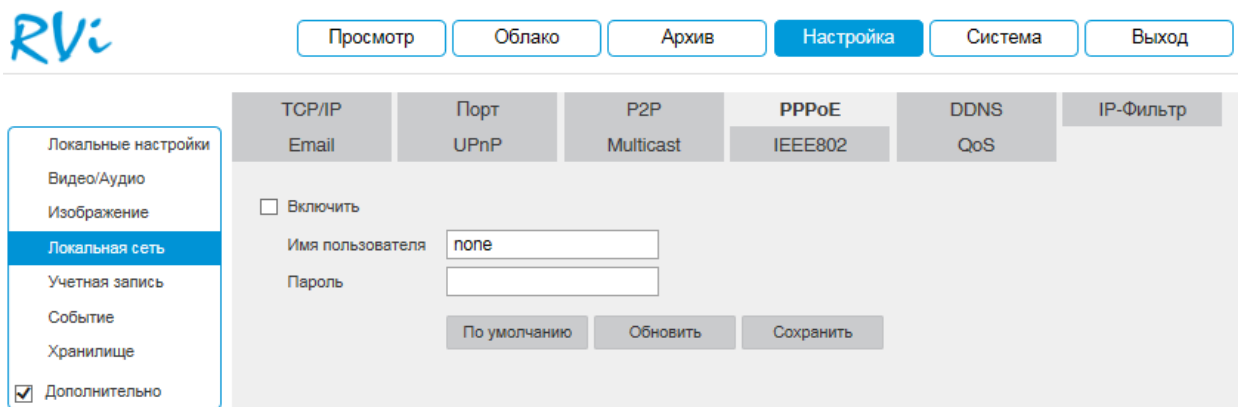 RVi
Просмотр Облако Архив Настройка Система Выход
TCP/IP Порт P2P PPPoE DDNS IP-Фильтр
Email UPnP Multicast IEEE802 QoS
Локальные настройки
Видео/Аудио
Изображение
Локальная сеть
Учетная запись
Событие
Хранилище
Дополнительно
Включить
Имя пользователя none
Пароль
По умолчанию Обновить Сохранить